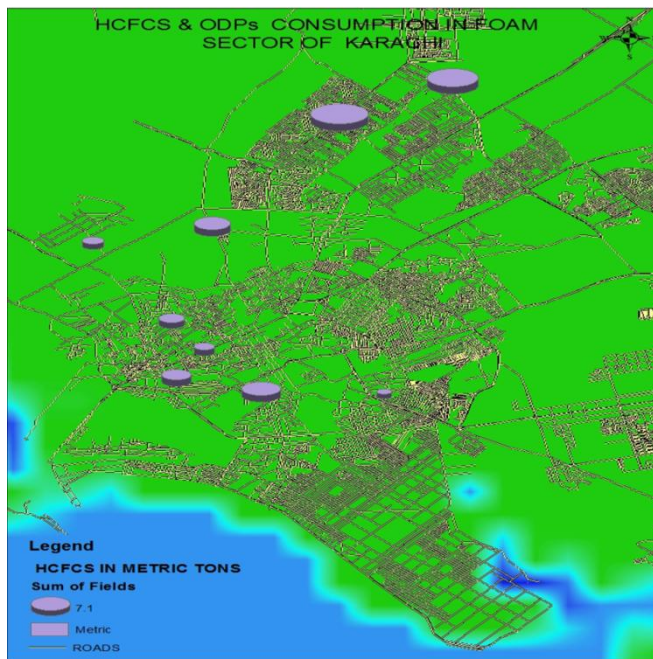 HCFCS & ODPs CONSUMPTION IN FOAM
SECTOR OF KARACHI
N
S
Legend
HCFCS IN METRIC TONS
Sum of Fields
7.1
Metric
ROADS